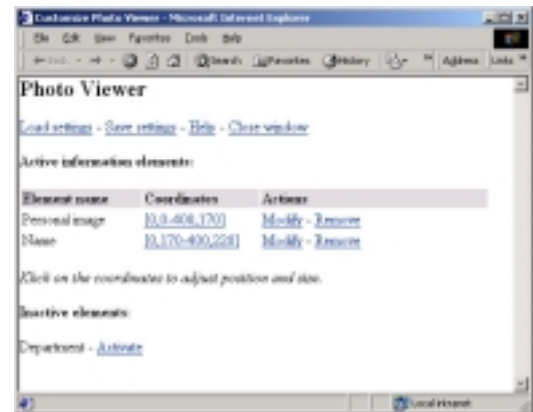 Customize Photo Viewer - Microsoft Internet Explorer
File Edit View Favorites Tools Help
Search Favorites History Address Links
Photo Viewer
Load settings - Save settings - Help - Close window
Active information elements:
Element name Coordinates Actions
Personal image [0,0-400,170] Modify - Remove
Name [0,170-400,220] Modify - Remove
Click on the coordinates to adjust position and size.
Inactive elements:
Department - Activate
Local intranet